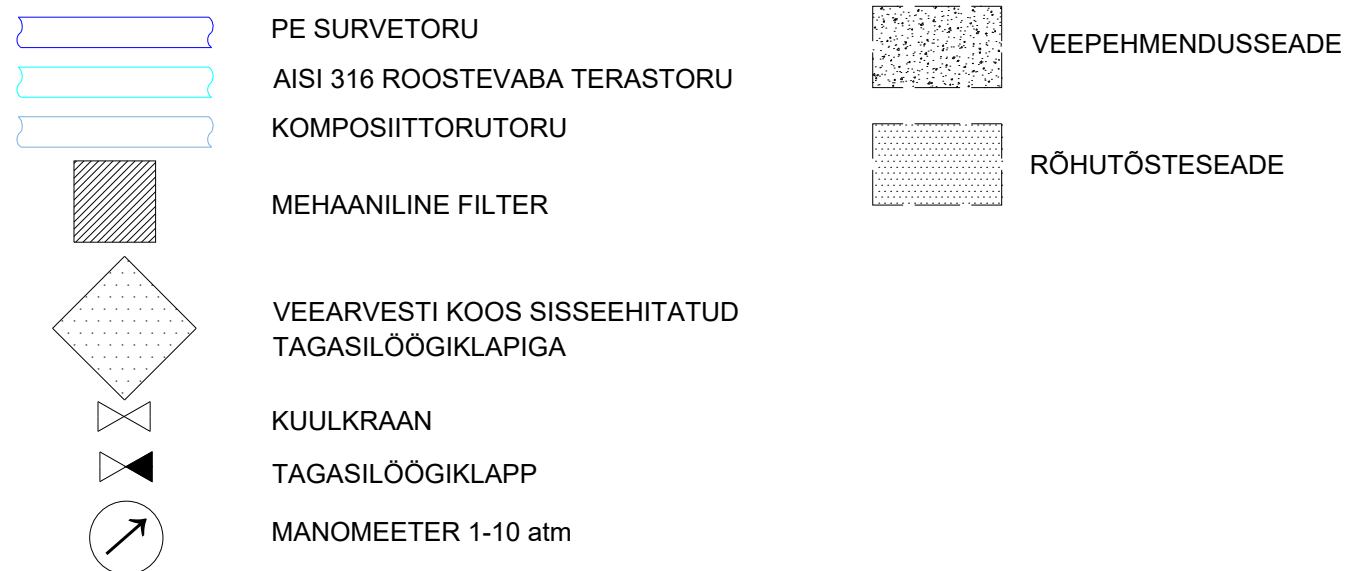 PE SURVETORU
AISI 316 ROOSTEVABA TERASTORU
KOMPOSIITTORUTORU
MEHAANILINE FILTER
VEEARVESTI KOOS SISSEEHITATUD
TAGASILÖÖGIKLAPIGA
KUULKRAAN
TAGASILÖÖGIKLAPP
MANOMEETER 1-10 atm
VEEPEHMENDUSSEADE
RÕHUTÕSTESEADE